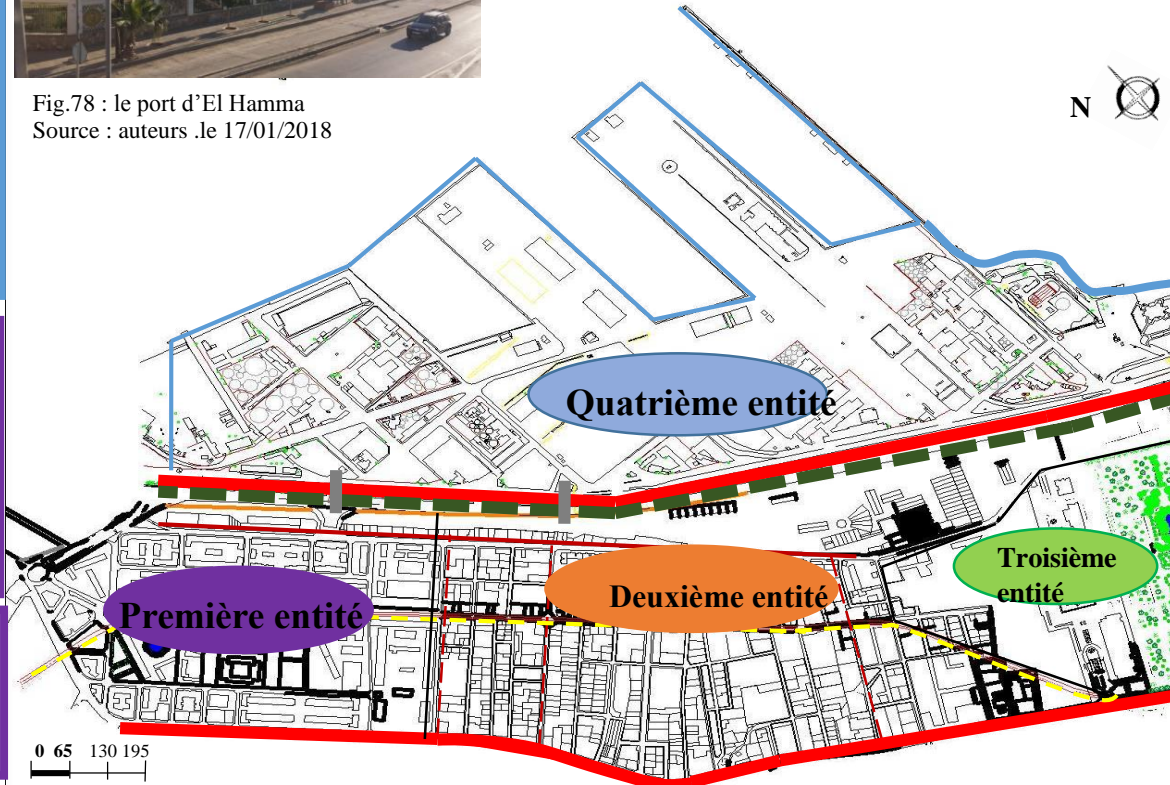 Fig.78 : le port d’El Hamma
Source : auteurs .le 17/01/2018
N
Quatrième entité
Troisième
entité
Deuxième entité
Première entité
0 65 130 195